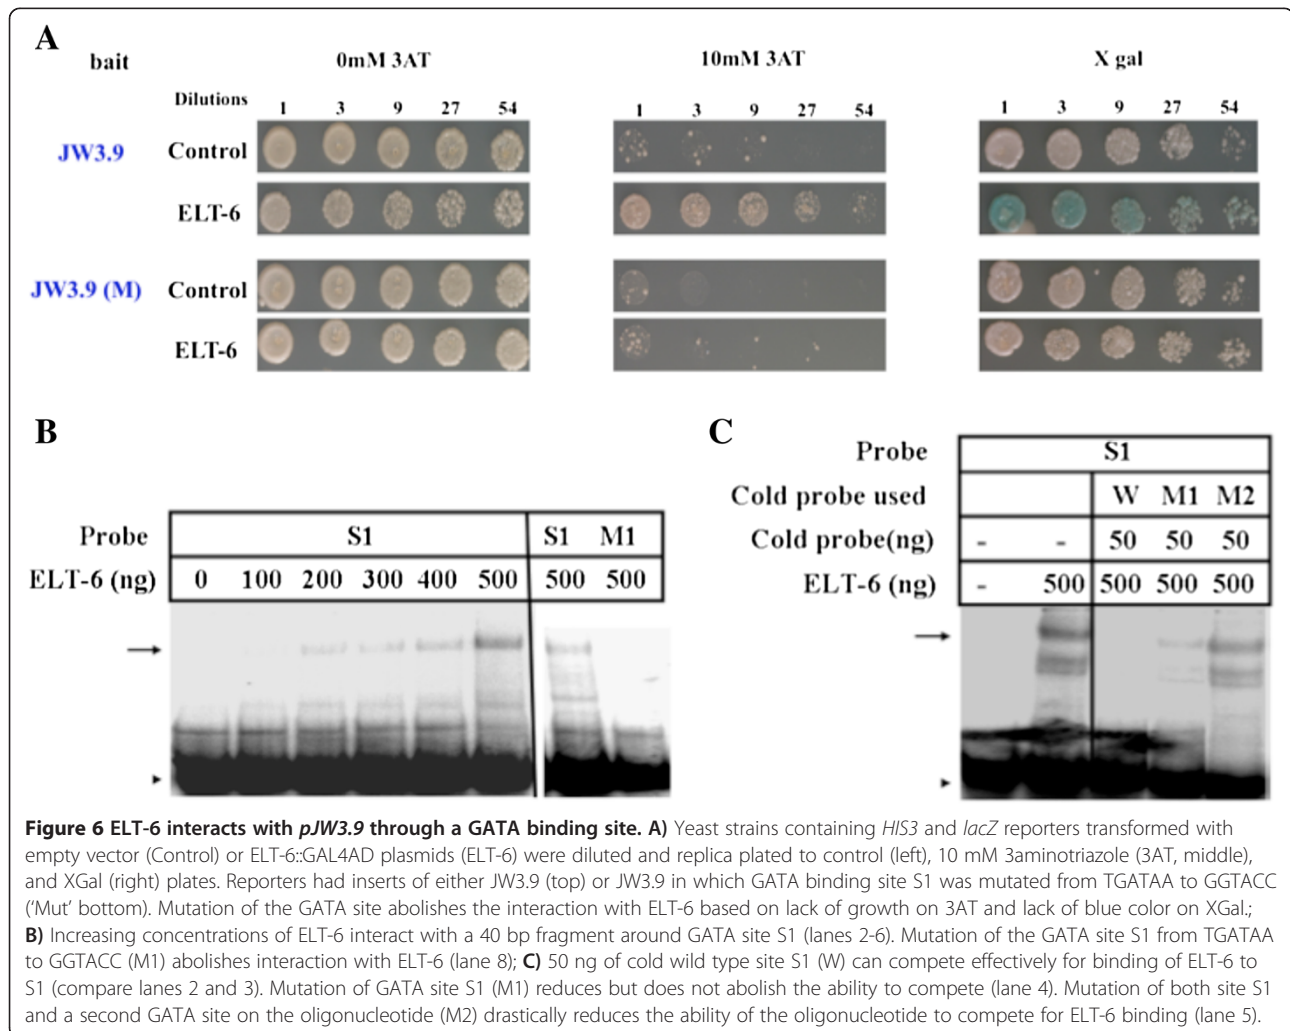 A
bait
0mM 3AT
10mM 3AT
X gal
Dilutions
1 3 9 27 54
1 3 9 27 54
1 3 9 27 54
JW3.9
Control
ELT-6
JW3.9 (M)
Control
ELT-6
B
Probe
S1
S1 M1
ELT-6 (ng)
0 100 200 300 400 500
500 500
C
Probe
S1
Cold probe used
W M1 M2
Cold probe(ng)
- - 50 50 50
ELT-6 (ng)
- 500 500 500 500
Figure 6 ELT-6 interacts with pJW3.9 through a GATA binding site. A) Yeast strains containing HIS3 and lacZ reporters transformed with
empty vector (Control) or ELT-6::GAL4AD plasmids (ELT-6) were diluted and replica plated to control (left), 10 mM 3aminotriazole (3AT, middle),
and XGal (right) plates. Reporters had inserts of either JW3.9 (top) or JW3.9 in which GATA binding site S1 was mutated from TGATAA to GGTACC
(‘Mut’ bottom). Mutation of the GATA site abolishes the interaction with ELT-6 based on lack of growth on 3AT and lack of blue color on XGal.;
B) Increasing concentrations of ELT-6 interact with a 40 bp fragment around GATA site S1 (lanes 2-6). Mutation of the GATA site S1 from TGATAA
to GGTACC (M1) abolishes interaction with ELT-6 (lane 8); C) 50 ng of cold wild type site S1 (W) can compete effectively for binding of ELT-6 to
S1 (compare lanes 2 and 3). Mutation of GATA site S1 (M1) reduces but does not abolish the ability to compete (lane 4). Mutation of both site S1
and a second GATA site on the oligonucleotide (M2) drastically reduces the ability of the oligonucleotide to compete for ELT-6 binding (lane 5).